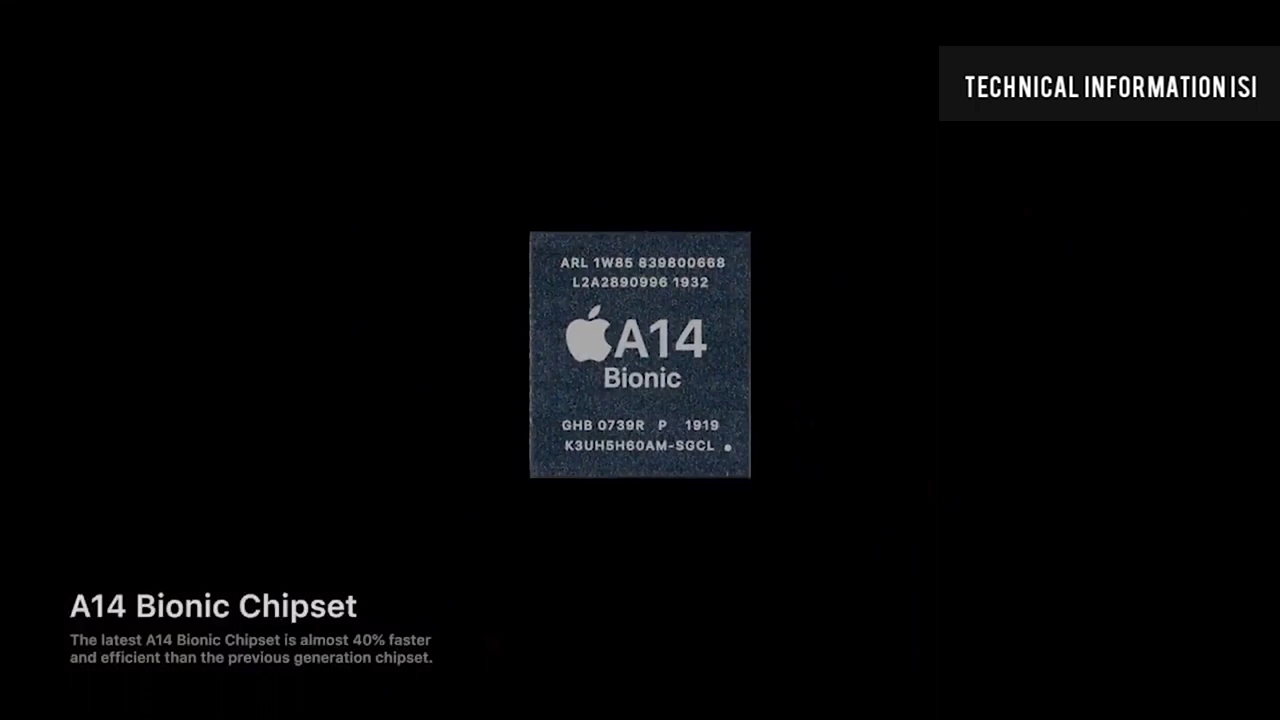 TECHNICAL INFORMATION ISI
ARL 1W85 839800668
L2A2890996 1932
A14
Bionic
GHB 0739R P 1919
K3UH5H60AM-SGCL
A14 Bionic Chipset
The latest A14 Bionic Chipset is almost 40% faster
and efficient than the previous generation chipset.